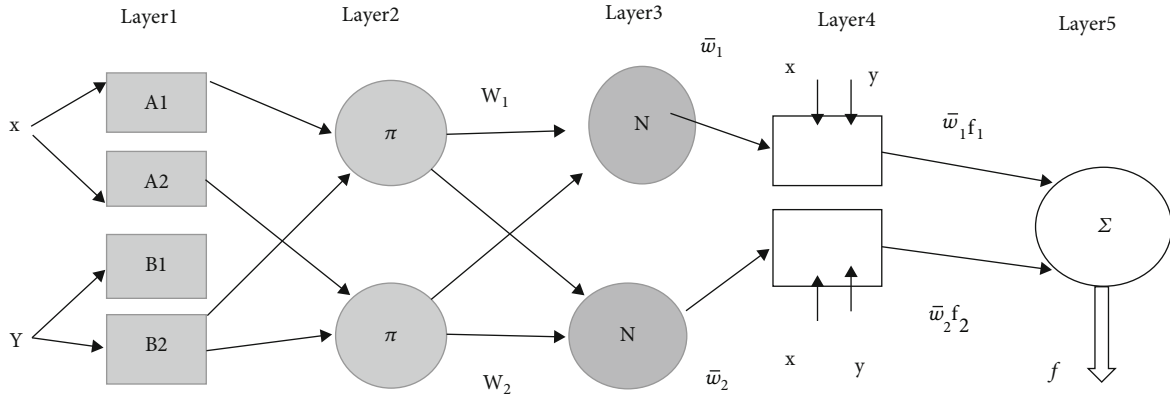 Layer1
Layer2
Layer3
Layer4
Layer5
x
Y
A1
A2
B1
B2
π
π
W₁
W₂
N
N
w̄₁
w̄₂
x
y
x
y
w̄₁f₁
w̄₂f₂
Σ
f